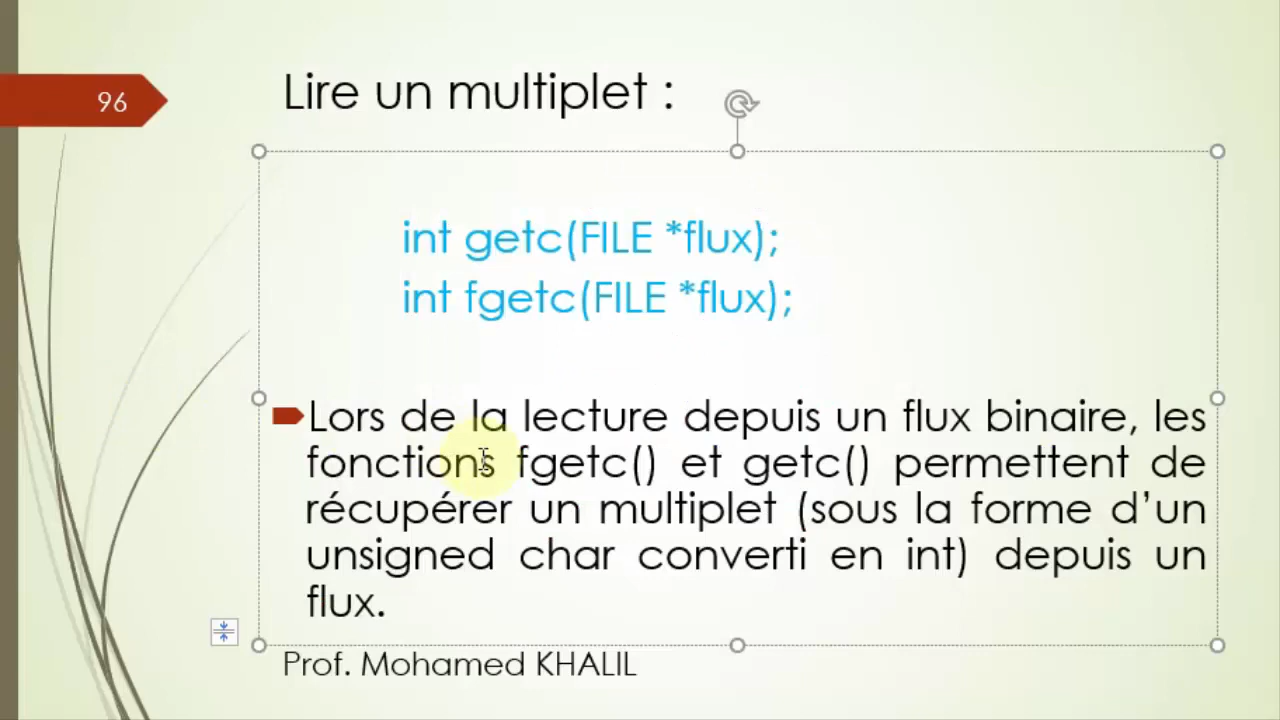 96
Lire un multiplet :
int getc(FILE *flux);
int fgetc(FILE *flux);
Lors de la lecture depuis un flux binaire, les
fonctions fgetc() et getc() permettent de
récupérer un multiplet (sous la forme d’un
unsigned char converti en int) depuis un
flux.
Prof. Mohamed KHALIL